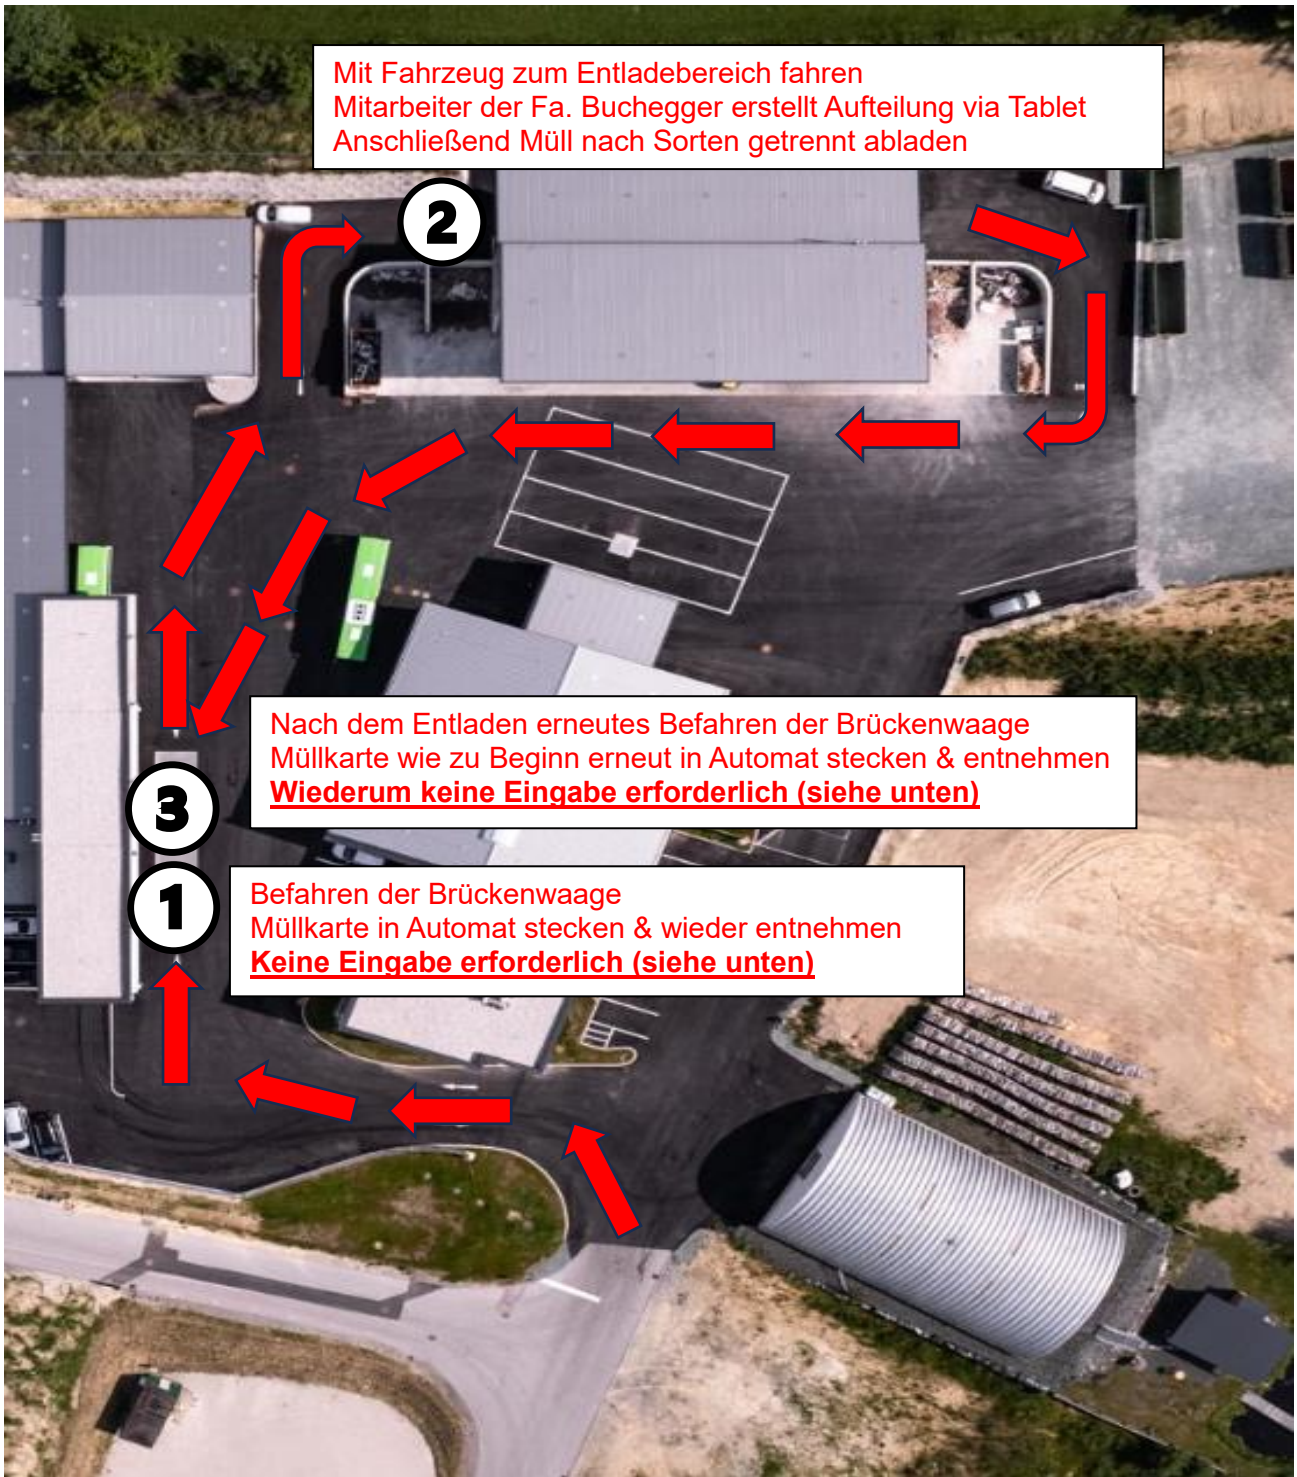 Mit Fahrzeug zum Entladebereich fahren
Mitarbeiter der Fa. Buchegger erstellt Aufteilung via Tablet
Anschließend Müll nach Sorten getrennt abladen
2
Nach dem Entladen erneutes Befahren der Brückenwaage
Müllkarte wie zu Beginn erneut in Automat stecken & entnehmen
Wiederum keine Eingabe erforderlich (siehe unten)
3
1
Befahren der Brückenwaage
Müllkarte in Automat stecken & wieder entnehmen
Keine Eingabe erforderlich (siehe unten)